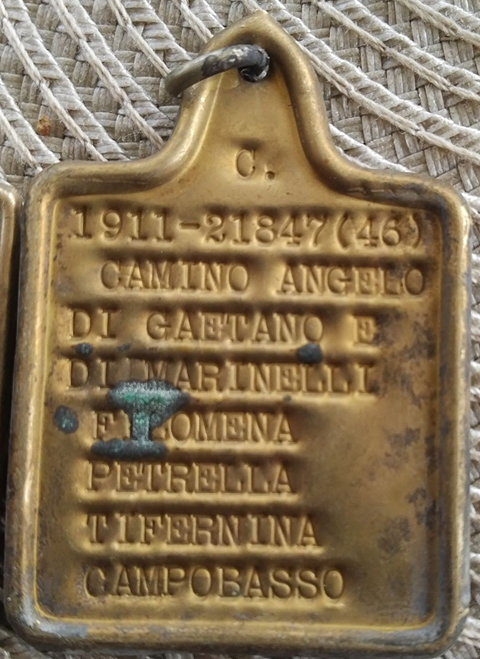 C.
1911-21847(46)
CAMINO ANGELO
DI GAETANO E
DI MARINELLI
FILOMENA
PETRELLA
TIFERNINA
CAMPOBASSO